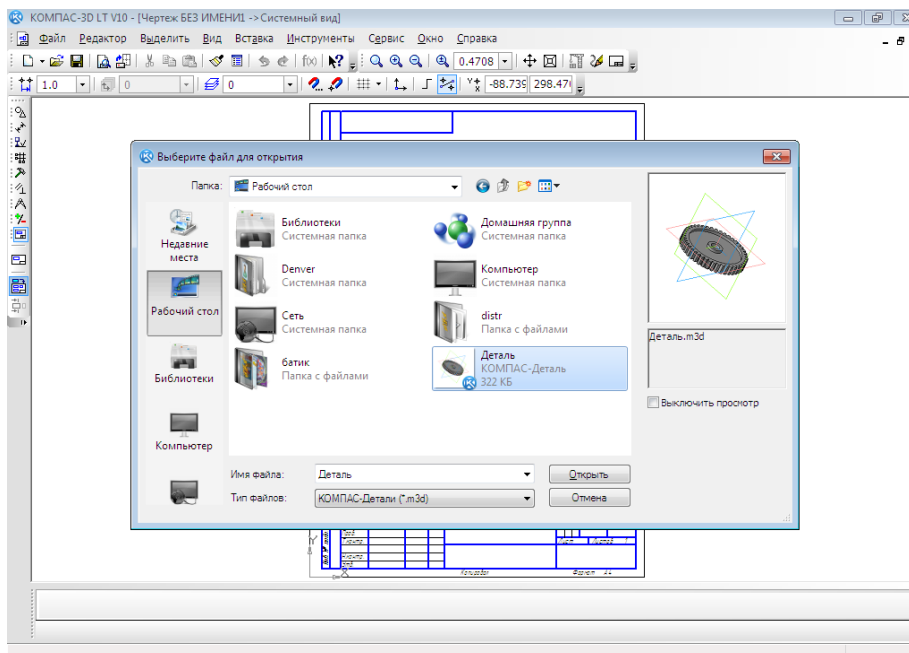 КОМПАС-3D LT V10 - [Чертеж БЕЗ ИМЕНИ1 ->Системный вид]
Файл Редактор Выделить Вид Вставка Инструменты Сервис Окно Справка
0.4708
1.0 0 0 -88.739 298.47
Выберите файл для открытия
Папка: Рабочий стол
Недавние места
Рабочий стол
Библиотеки
Компьютер
Библиотеки
Системная папка
Домашняя группа
Системная папка
Denver
Системная папка
Компьютер
Системная папка
Сеть
Системная папка
distr
Папка с файлами
батик
Папка с файлами
Деталь
КОМПАС-Деталь
322 КБ
Деталь.m3d
Выключить просмотр
Имя файла: Деталь
Открыть
Тип файлов: КОМПАС-Детали (*.m3d)
Отмена